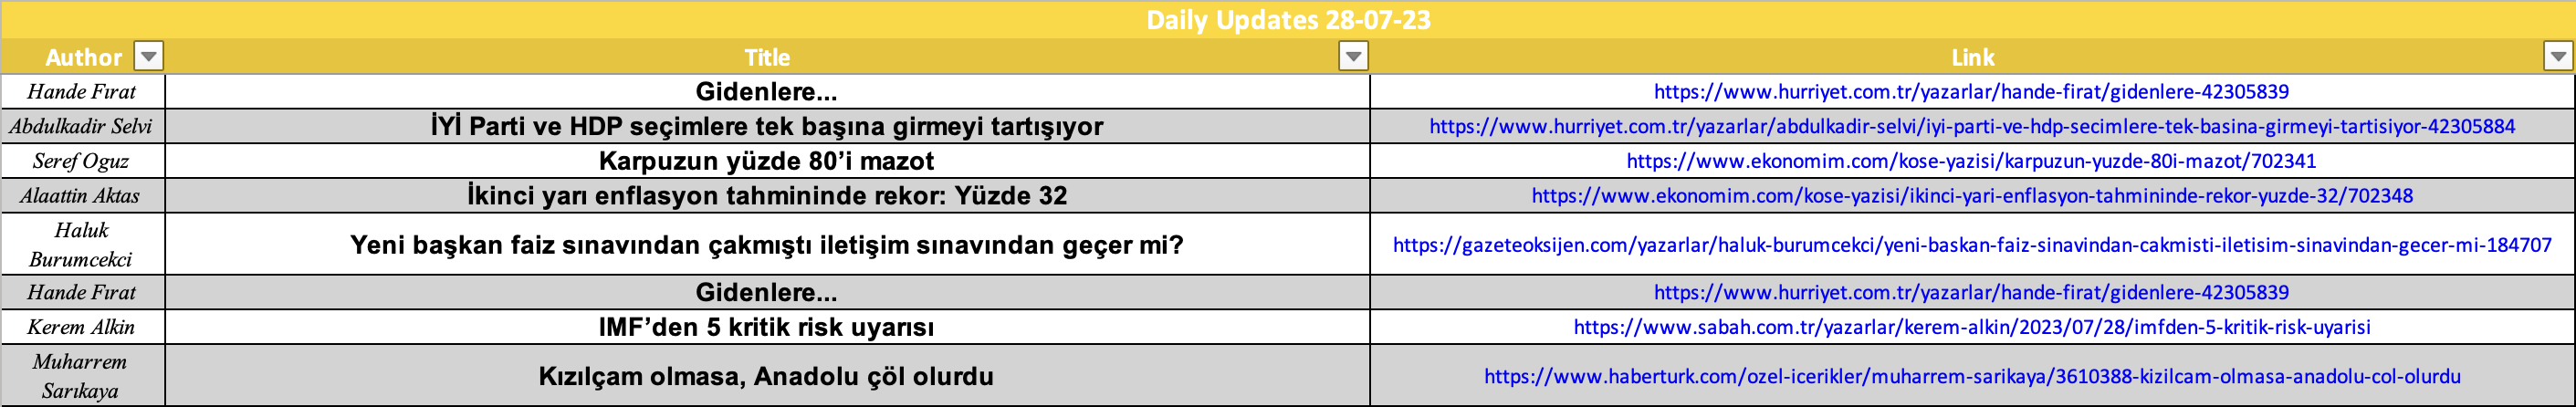 Daily Updates 28-07-23
Author Title Link
Hande Fırat Gidenlere... https://www.hurriyet.com.tr/yazarlar/hande-firat/gidenlere-42305839
Abdulkadir Selvi İYİ Parti ve HDP seçimlere tek başına girmeyi tartışıyor https://www.hurriyet.com.tr/yazarlar/abdulkadir-selvi/iyi-parti-ve-hdp-secimlere-tek-basina-girmeyi-tartisiyor-42305884
Seref Oguz Karpuzun yüzde 80’i mazot https://www.ekonomim.com/kose-yazisi/karpuzun-yuzde-80i-mazot/702341
Alaattin Aktas İkinci yarı enflasyon tahmininde rekor: Yüzde 32 https://www.ekonomim.com/kose-yazisi/ikinci-yari-enflasyon-tahmininde-rekor-yuzde-32/702348
Haluk
Burumcekci Yeni başkan faiz sınavından çakmıştı iletişim sınavından geçer mi? https://gazeteoksijen.com/yazarlar/haluk-burumcekci/yeni-baskan-faiz-sinavindan-cakmisti-iletisim-sinavindan-gecer-mi-184707
Hande Fırat Gidenlere... https://www.hurriyet.com.tr/yazarlar/hande-firat/gidenlere-42305839
Kerem Alkin IMF’den 5 kritik risk uyarısı https://www.sabah.com.tr/yazarlar/kerem-alkin/2023/07/28/imfden-5-kritik-risk-uyarisi
Muharrem
Sarıkaya Kızılçam olmasa, Anadolu çöl olurdu https://www.haberturk.com/ozel-icerikler/muharrem-sarikaya/3610388-kizilcam-olmasa-anadolu-col-olurdu